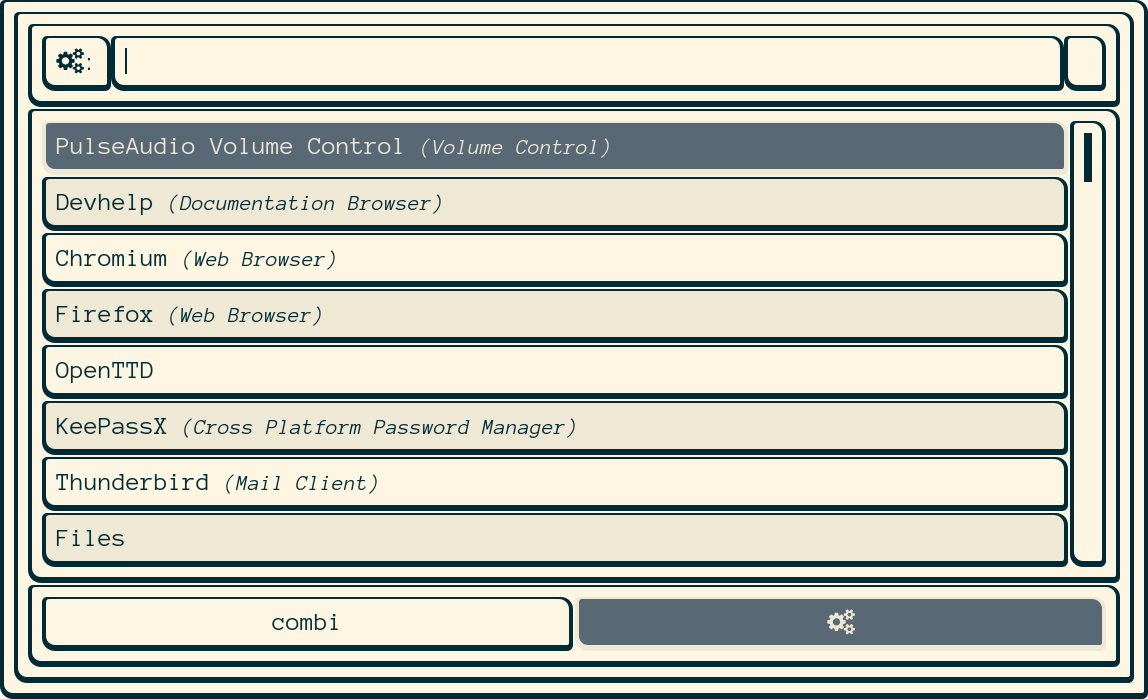 :
PulseAudio Volume Control (Volume Control)
Devhelp (Documentation Browser)
Chromium (Web Browser)
Firefox (Web Browser)
OpenTTD
KeePassX (Cross Platform Password Manager)
Thunderbird (Mail Client)
Files
combi